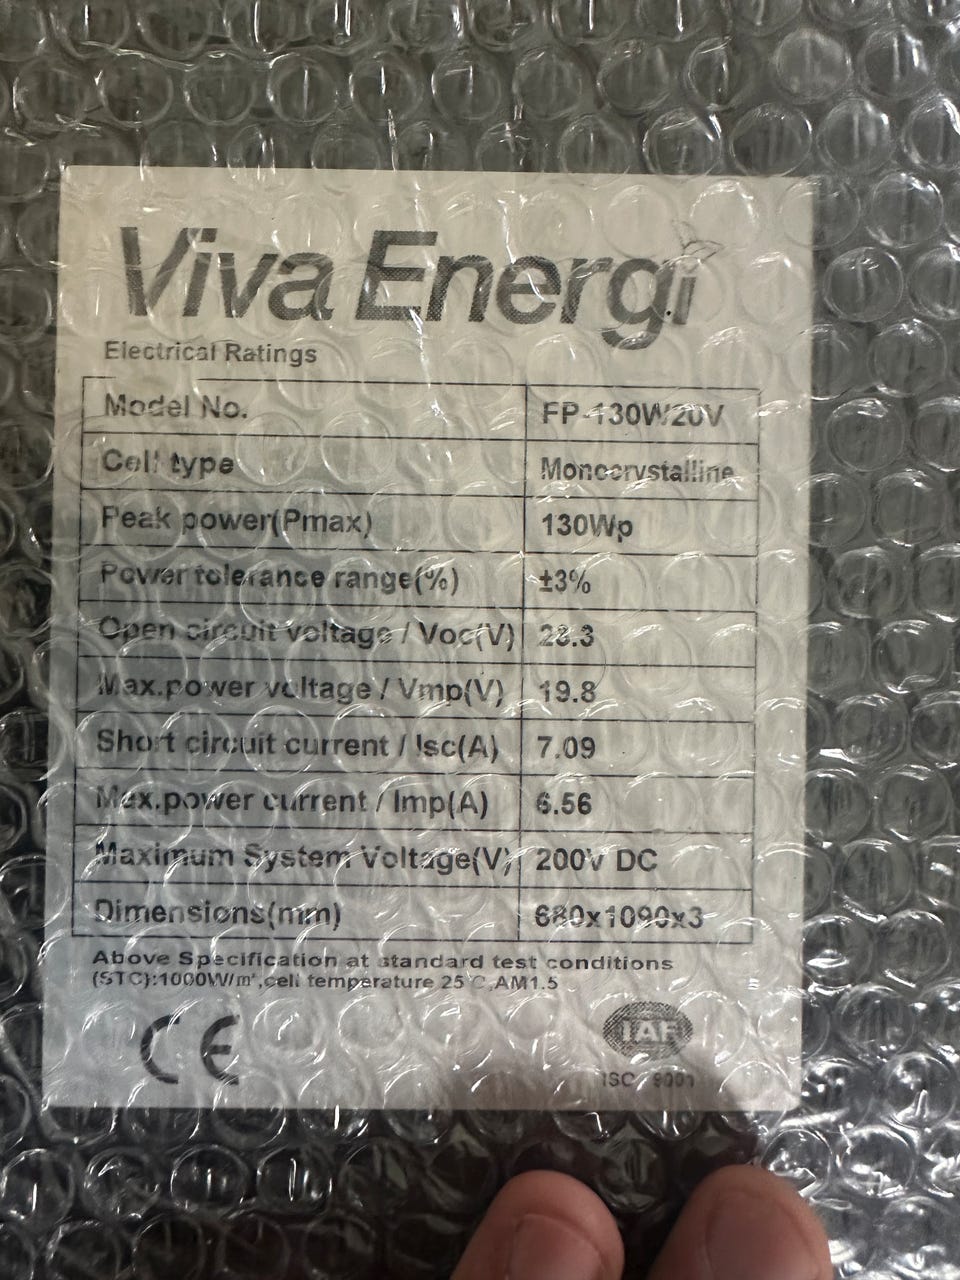 Viva Energi
Electrical Ratings
Model No. FP-130W/20V
Cell type Monocrystalline
Peak power(Pmax) 130Wp
Power tolerance range(%) ±3%
Open circuit voltage / Voc(V) 23.3
Max.power voltage / Vmp(V) 19.8
Short circuit current / Isc(A) 7.09
Max.power current / Imp(A) 6.56
Maximum System Voltage(V) 200V DC
Dimensions(mm) 680x1090x3
Above Specification at standard test conditions
(STC):1000W/m²,cell temperature 25°C,AM1.5
CE
IAF
ISO 9001